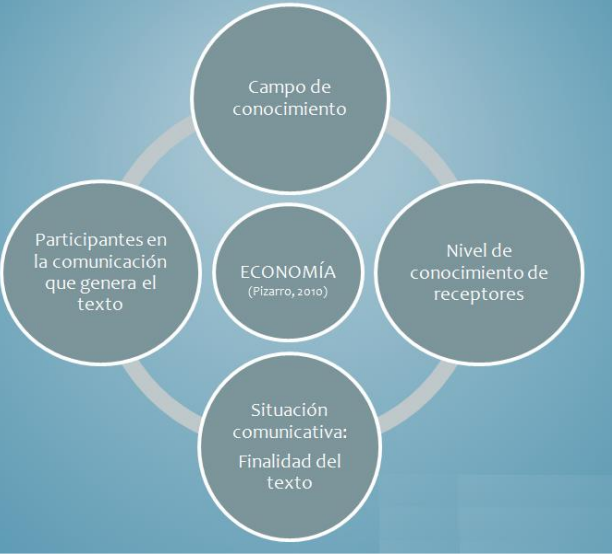 Campo de
conocimiento
Participantes en
la comunicación
que genera el
texto
ECONOMÍA
(Pizarro, 2010)
Nivel de
conocimiento de
receptores
Situación
comunicativa:
Finalidad del
texto